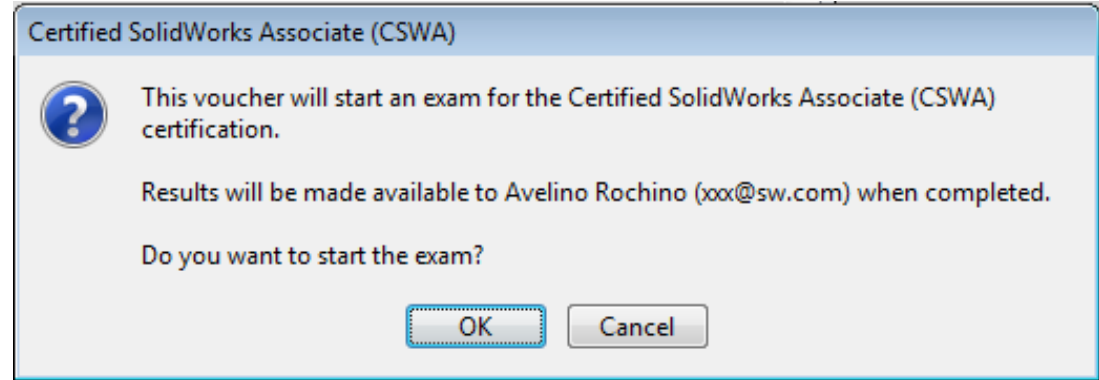 Certified SolidWorks Associate (CSWA)
This voucher will start an exam for the Certified SolidWorks Associate (CSWA)
certification.
Results will be made available to Avelino Rochino (xxx@sw.com) when completed.
Do you want to start the exam?
OK
Cancel